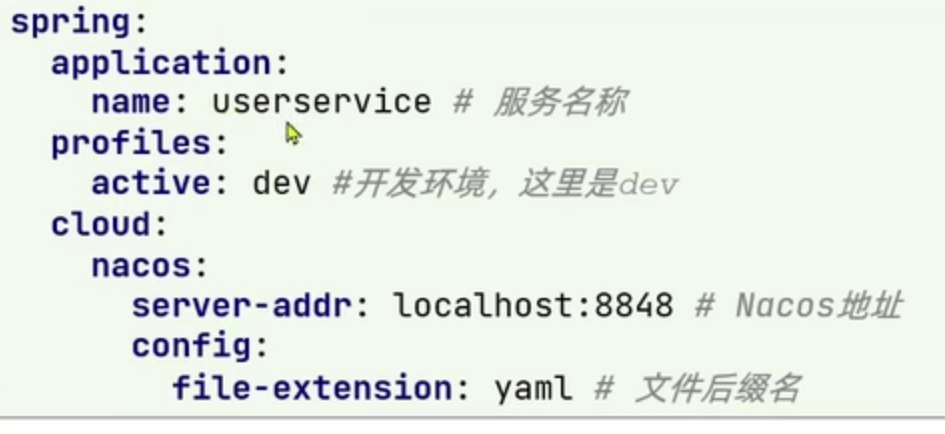 spring:
  application:
    name: userservice # 服务名称
  profiles:
    active: dev #开发环境，这里是dev
  cloud:
    nacos:
      server-addr: localhost:8848 # Nacos地址
      config:
        file-extension: yaml # 文件后缀名